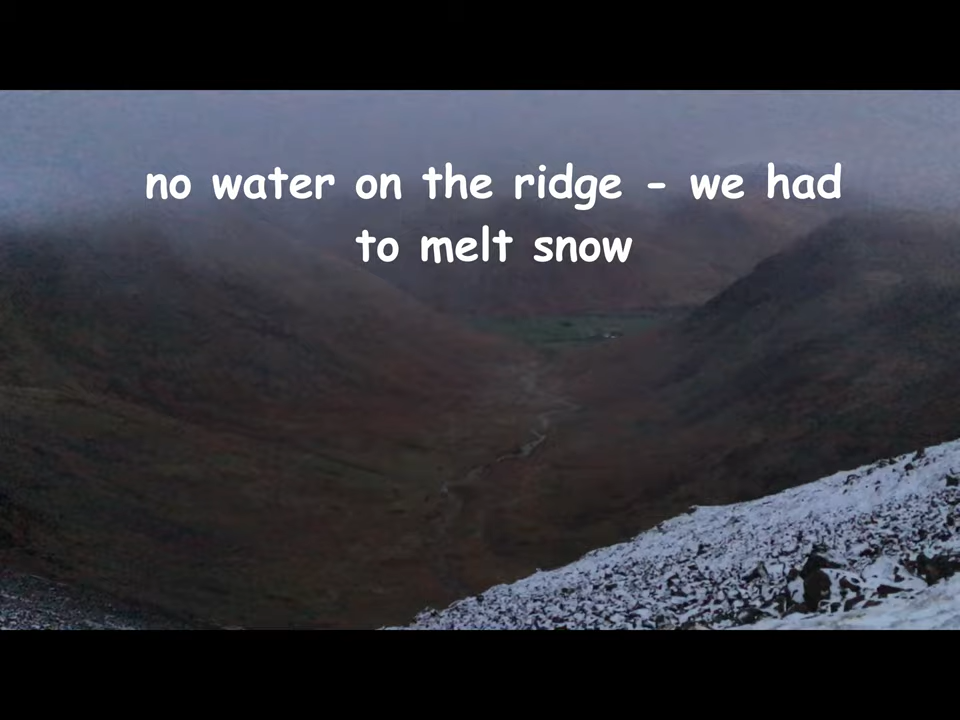 no water on the ridge - we had
to melt snow